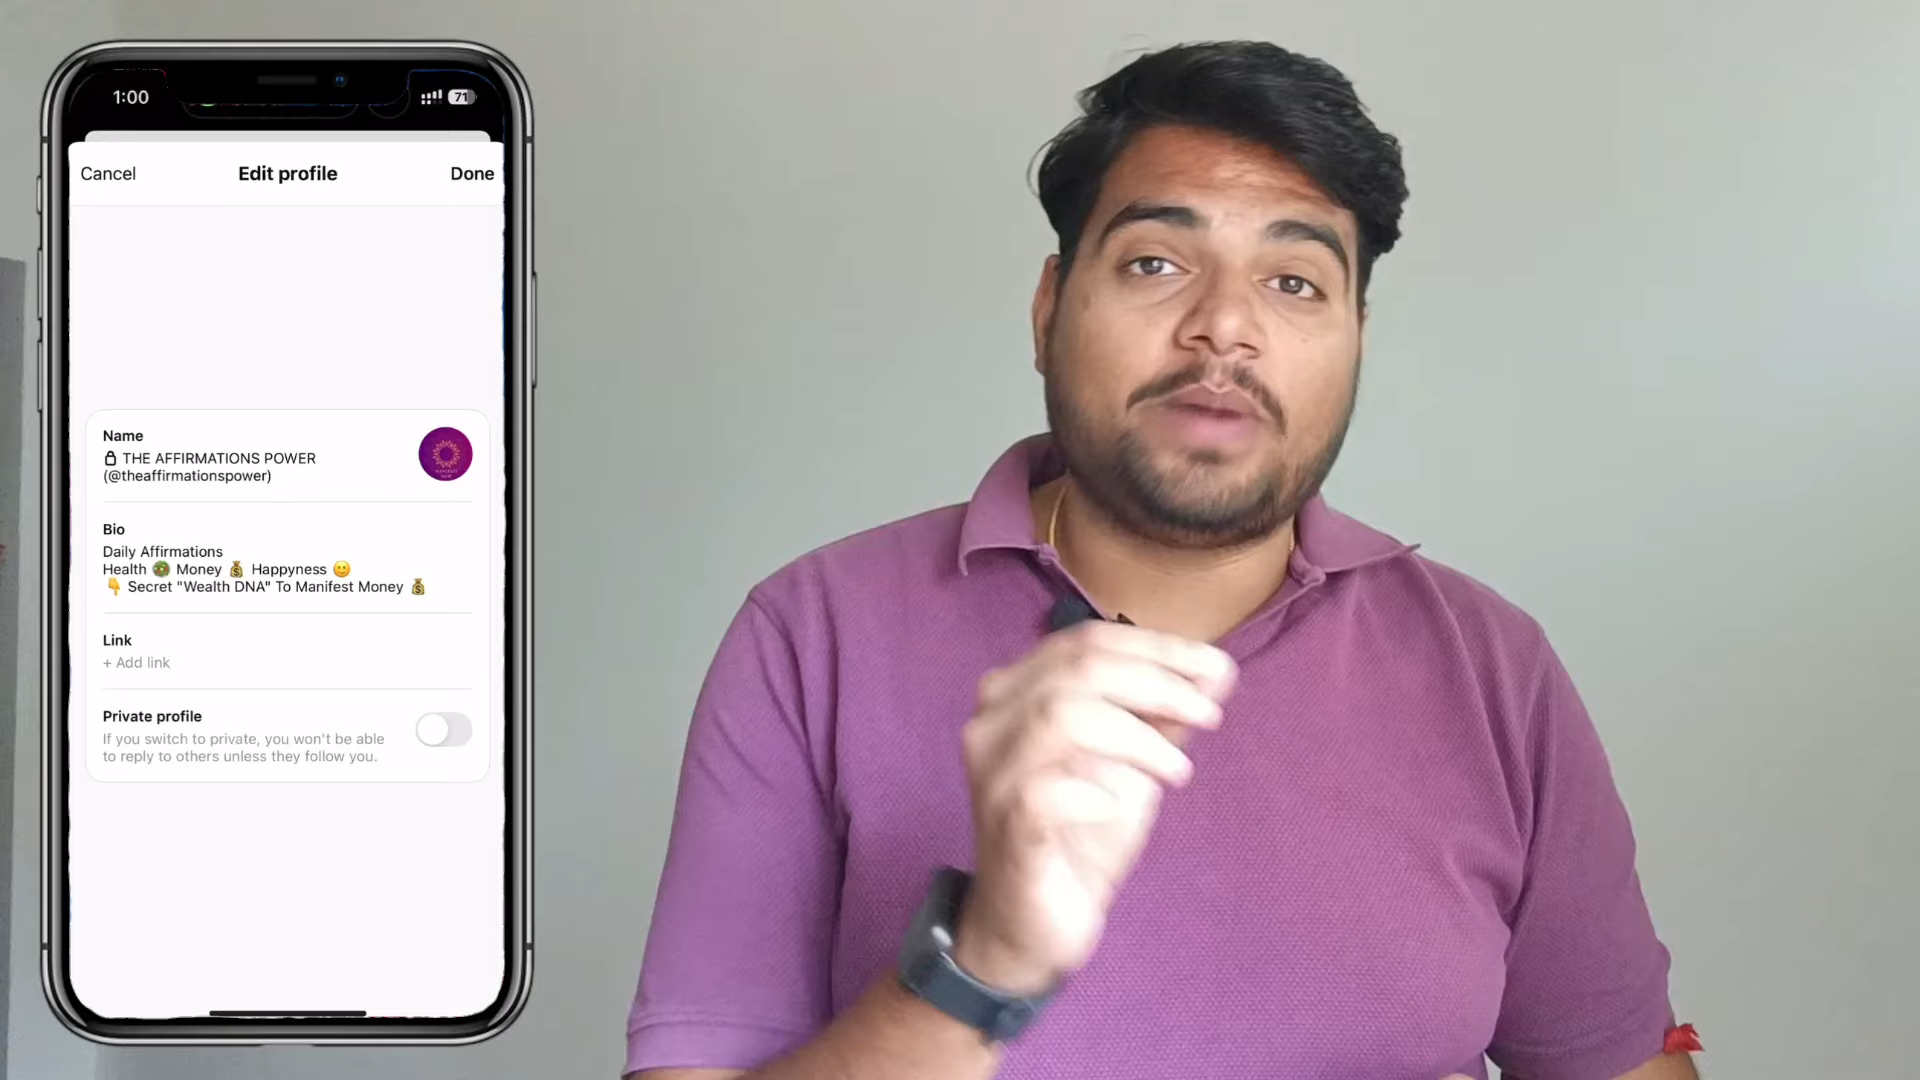 1:00
71
Cancel
Edit profile
Done
Name
THE AFFIRMATIONS POWER
(@theaffirmationspower)
Bio
Daily Affirmations
Health 🥗 Money 💰 Happyness 🙂
👇 Secret "Wealth DNA" To Manifest Money 💰
Link
+ Add link
Private profile
If you switch to private, you won't be able
to reply to others unless they follow you.